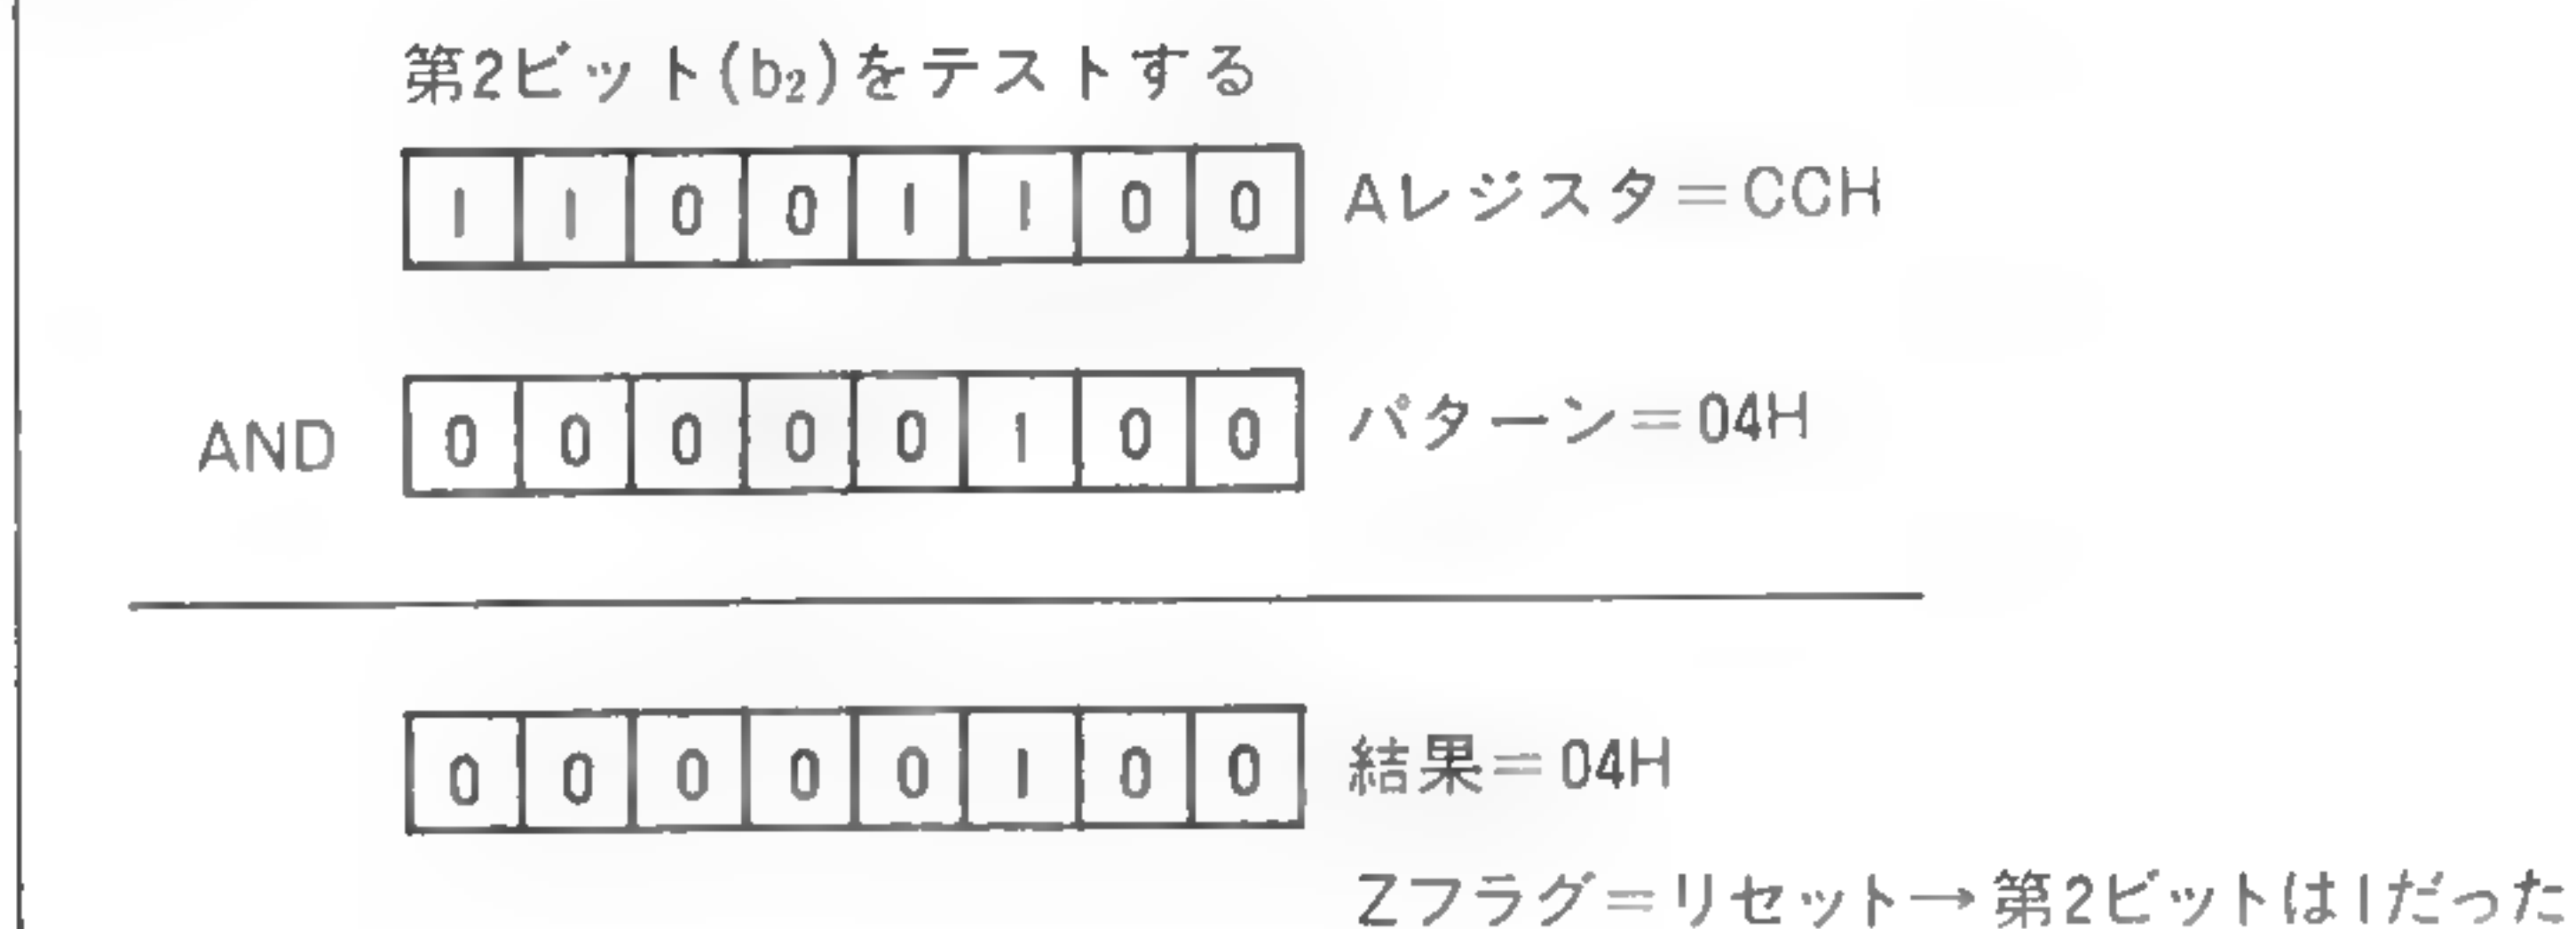 第2ビット(b₂)をテストする
1 1 0 0 1 1 0 0 Aレジスタ=CCH
AND 0 0 0 0 0 1 0 0 パターン=04H
0 0 0 0 0 1 0 0 結果=04H
Zフラグ=リセット→第2ビットは1だった